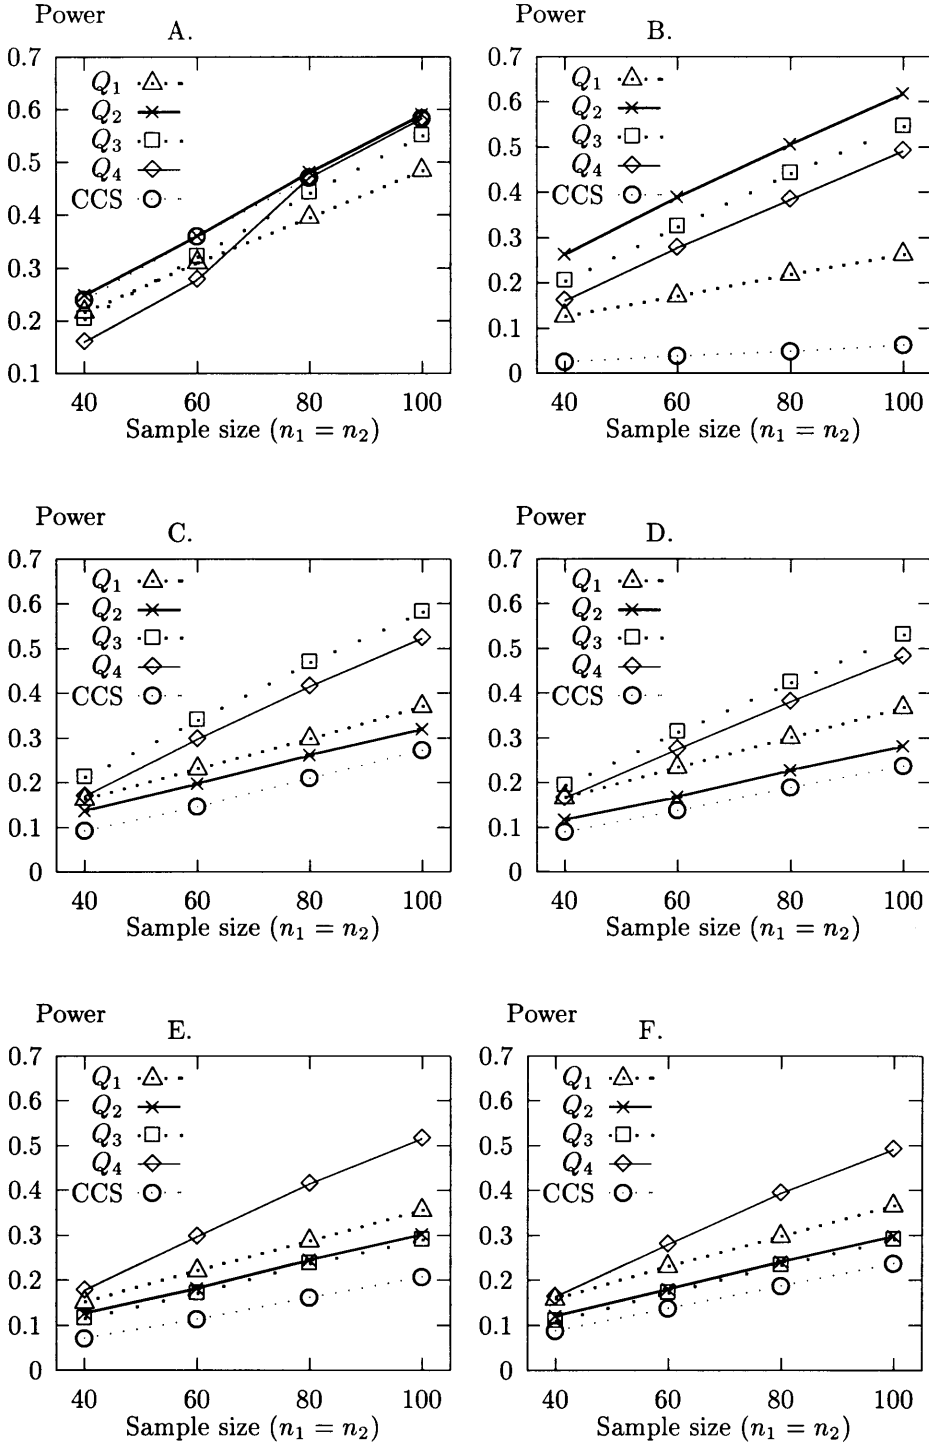 Power
A.
0.7
0.6
0.5
0.4
0.3
0.2
0.1
Q1
Q2
Q3
Q4
CCS
40 60 80 100
Sample size (n1 = n2)
Power
B.
0.7
0.6
0.5
0.4
0.3
0.2
0.1
0
Q1
Q2
Q3
Q4
CCS
40 60 80 100
Sample size (n1 = n2)
Power
C.
0.7
0.6
0.5
0.4
0.3
0.2
0.1
0
Q1
Q2
Q3
Q4
CCS
40 60 80 100
Sample size (n1 = n2)
Power
D.
0.7
0.6
0.5
0.4
0.3
0.2
0.1
0
Q1
Q2
Q3
Q4
CCS
40 60 80 100
Sample size (n1 = n2)
Power
E.
0.7
0.6
0.5
0.4
0.3
0.2
0.1
0
Q1
Q2
Q3
Q4
CCS
40 60 80 100
Sample size (n1 = n2)
Power
F.
0.7
0.6
0.5
0.4
0.3
0.2
0.1
0
Q1
Q2
Q3
Q4
CCS
40 60 80 100
Sample size (n1 = n2)